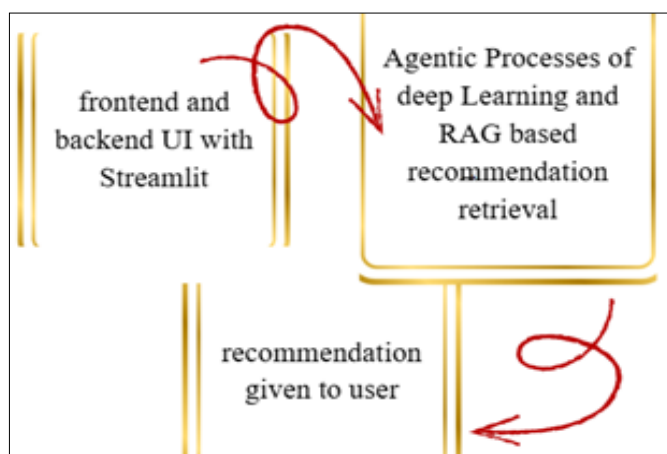 frontend and
backend UI with
Streamlit
Agentic Processes of
deep Learning and
RAG based
recommendation
retrieval
recommendation
given to user